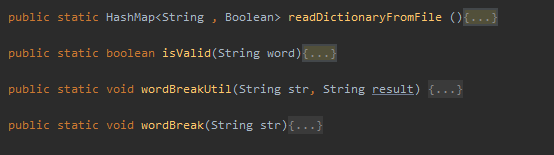 public static HashMap<String , Boolean> readDictionaryFromFile (){...}
public static boolean isValid(String word){...}
public static void wordBreakUtil(String str, String result) {...}
public static void wordBreak(String str){...}